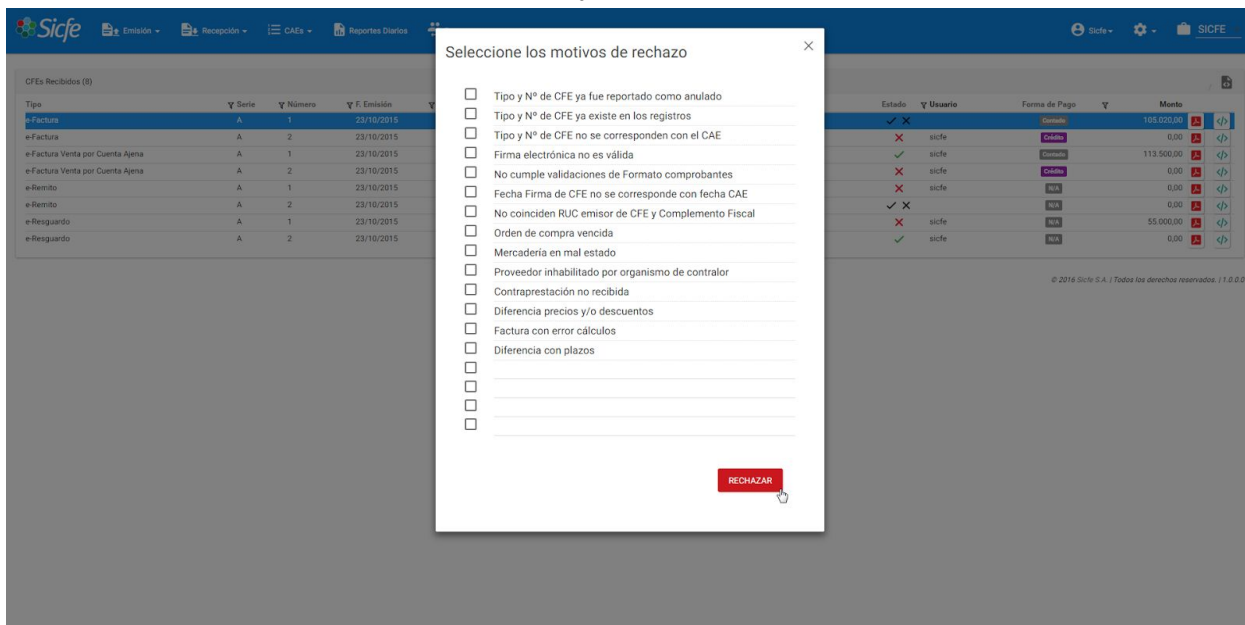 Sicfe Emisión Recepción CAEs Reportes Diarios Sicfe SICFE
Seleccione los motivos de rechazo
Tipo y Nº de CFE ya fue reportado como anulado
Tipo y Nº de CFE ya existe en los registros
Tipo y Nº de CFE no se corresponden con el CAE
Firma electrónica no es válida
No cumple validaciones de Formato comprobantes
Fecha Firma de CFE no se corresponde con fecha CAE
No coinciden RUC emisor de CFE y Complemento Fiscal
Orden de compra vencida
Mercadería en mal estado
Proveedor inhabilitado por organismo de contralor
Contraprestación no recibida
Diferencia precios y/o descuentos
Factura con error cálculos
Diferencia con plazos
RECHAZAR
CFEs Recibidos (8)
Tipo Serie Número F. Emisión Estado Usuario Forma de Pago Monto
e-Factura A 1 23/10/2015 Contado 105.020,00
e-Factura A 2 23/10/2015 sicfe Crédito 0,00
e-Factura Venta por Cuenta Ajena A 1 23/10/2015 sicfe Contado 113.500,00
e-Factura Venta por Cuenta Ajena A 2 23/10/2015 sicfe Crédito 0,00
e-Remito A 1 23/10/2015 sicfe N/A 0,00
e-Remito A 2 23/10/2015 N/A 0,00
e-Resguardo A 1 23/10/2015 sicfe N/A 55.000,00
e-Resguardo A 2 23/10/2015 sicfe N/A 0,00
© 2016 Sicfe S.A. | Todos los derechos reservados. | 1.0.0.0